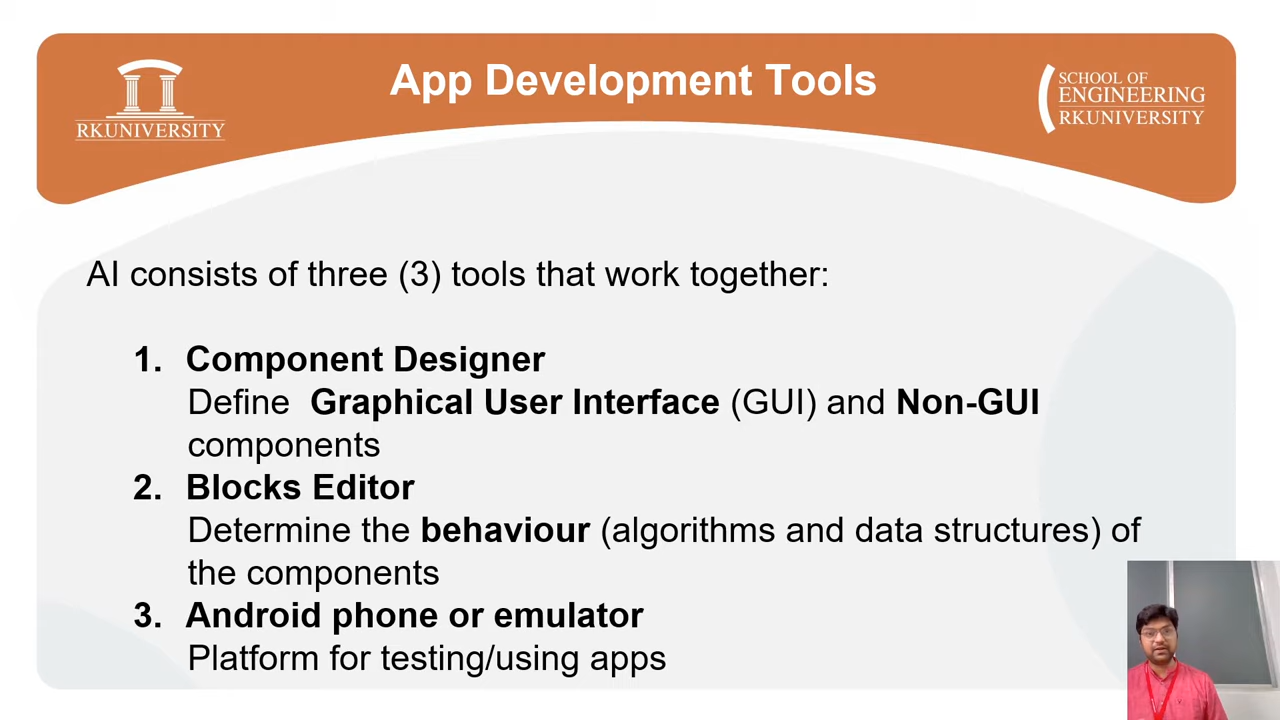 App Development Tools
RKUNIVERSITY
SCHOOL OF
ENGINEERING
RKUNIVERSITY
AI consists of three (3) tools that work together:
1. Component Designer
Define Graphical User Interface (GUI) and Non-GUI
components
2. Blocks Editor
Determine the behaviour (algorithms and data structures) of
the components
3. Android phone or emulator
Platform for testing/using apps